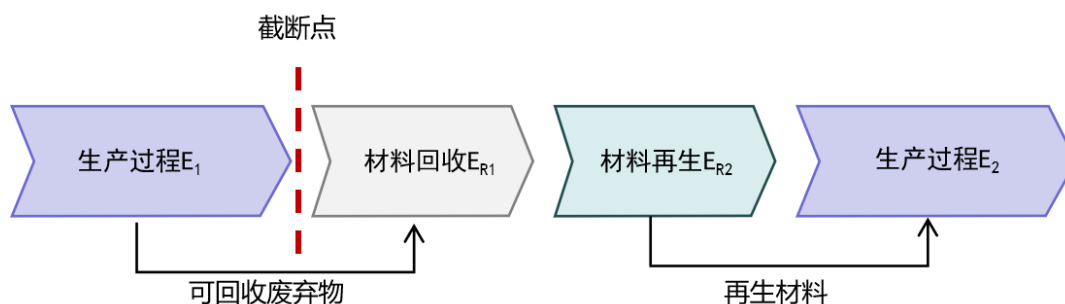 截断点
生产过程E₁
材料回收E_R1
材料再生E_R2
生产过程E₂
可回收废弃物
再生材料